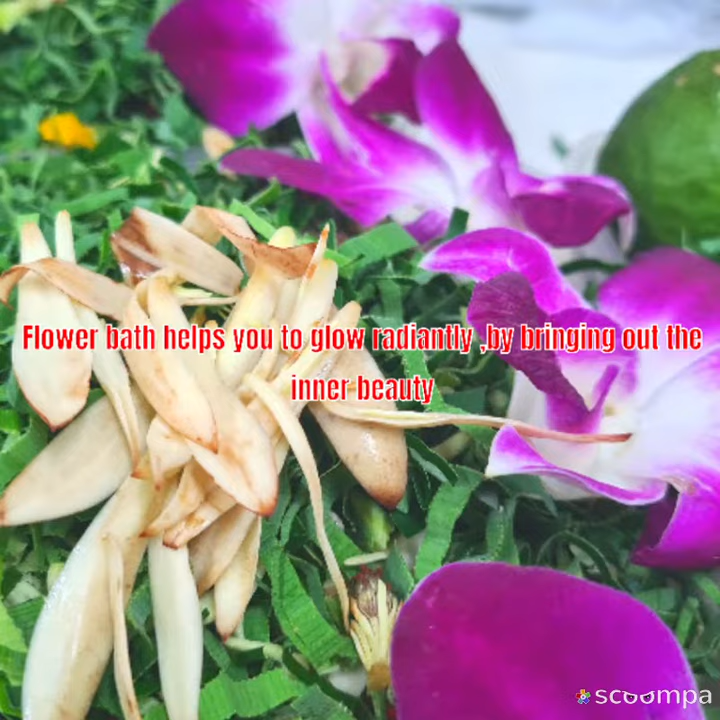 Flower bath helps you to glow radiantly ,by bringing out the
inner beauty
scoompa